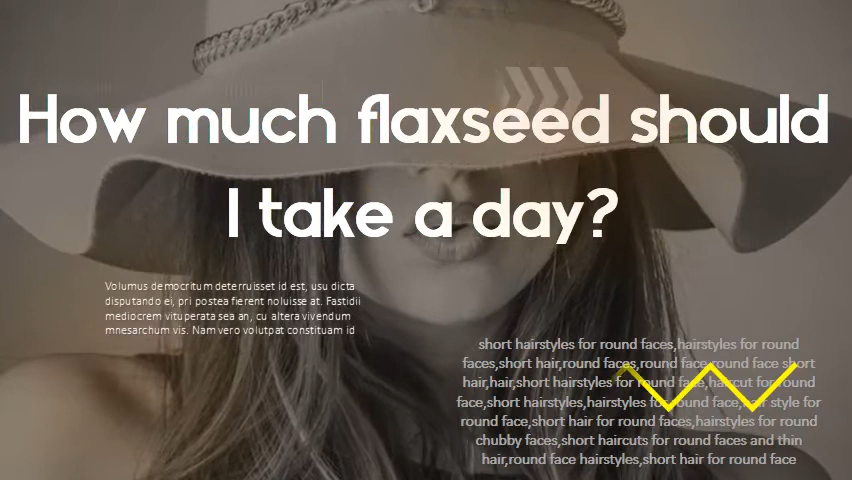 How much flaxseed should
I take a day?
Volumus democritum deterruisset id est, usu dicta
disputando ei, pri postea fierent noluisse at. Fastidii
mediocrem vituperata sea an, cu altera vivendum
mnesarchum vis. Nam vero volutpat constituam id
short hairstyles for round faces,hairstyles for round
faces,short hair,round faces,round face,round face short
hair,hair,short hairstyles for round face,haircut for round
face,short hairstyles,hairstyles for round face,hair style for
round face,short hair for round faces,hairstyles for round
chubby faces,short haircuts for round faces and thin
hair,round face hairstyles,short hair for round face